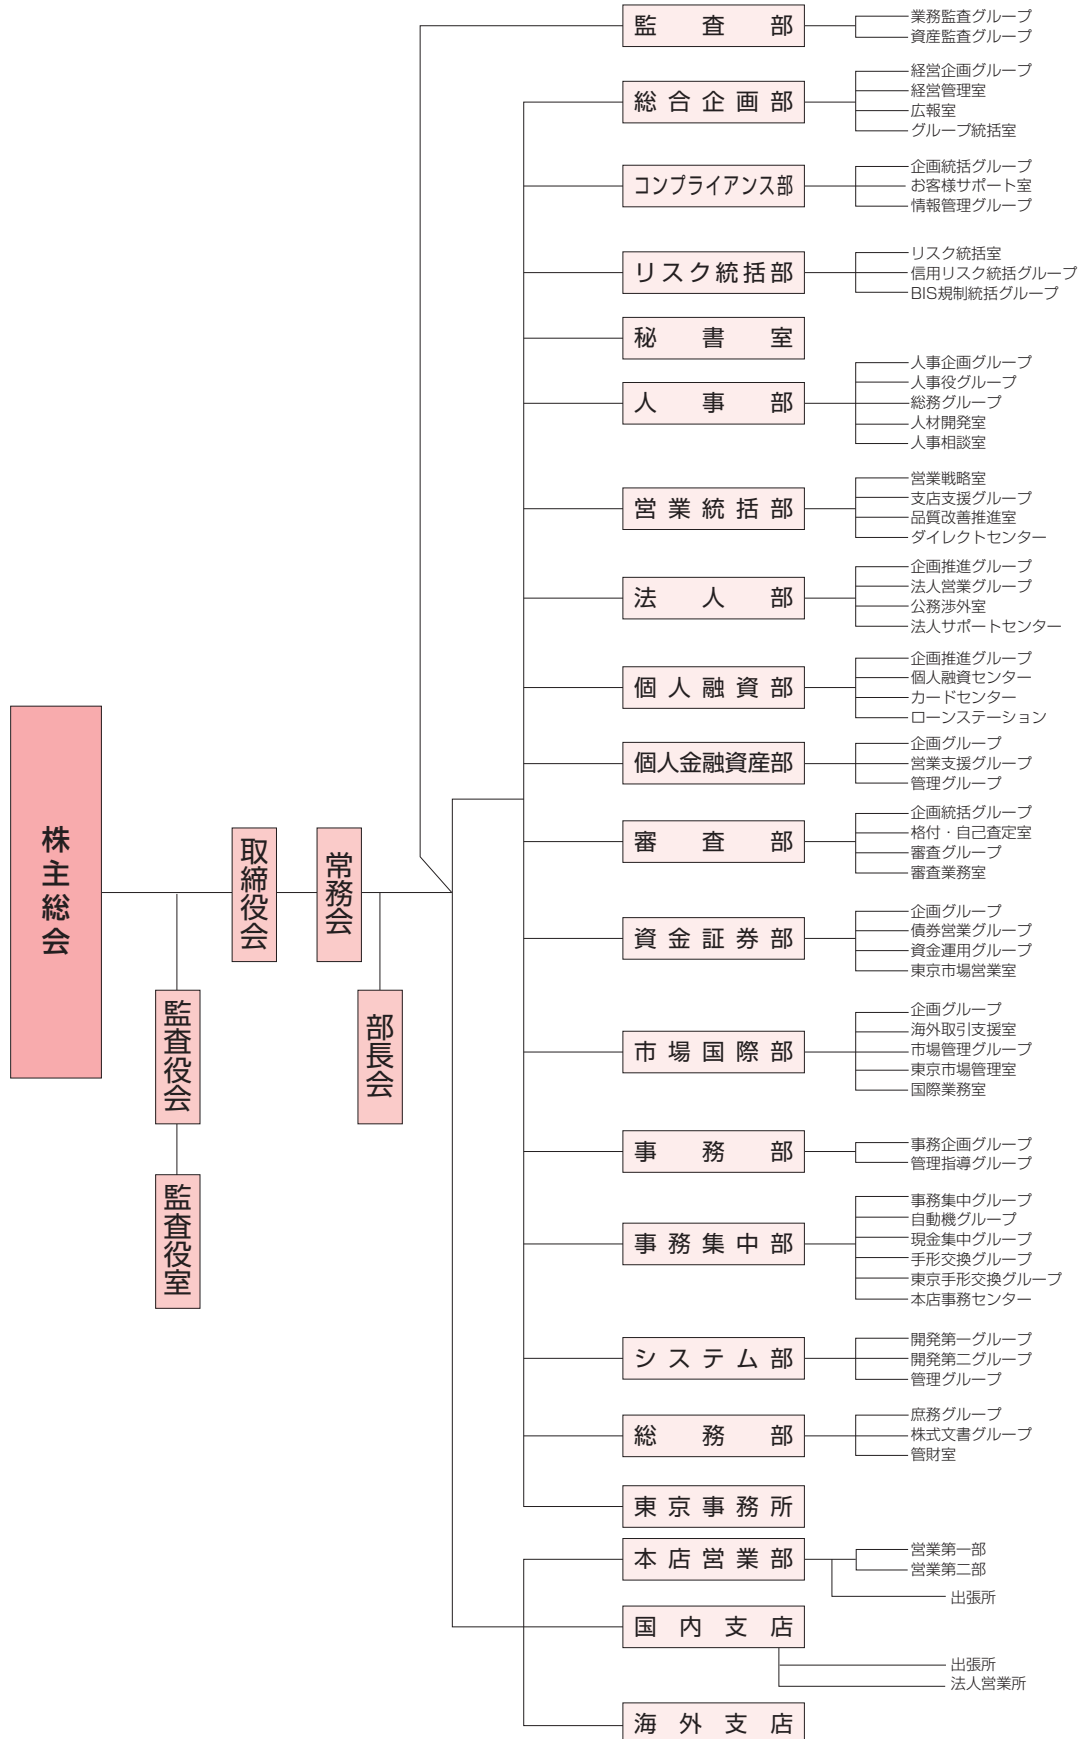 株主総会
取締役会
常務会
監査役会
監査役室
部長会
監査部
業務監査グループ
資産監査グループ
総合企画部
経営企画グループ
経営管理室
広報室
グループ統括室
コンプライアンス部
企画統括グループ
お客様サポート室
情報管理グループ
リスク統括部
リスク統括室
信用リスク統括グループ
BIS規制統括グループ
秘書室
人事部
人事企画グループ
人事役グループ
総務グループ
人材開発室
人事相談室
営業統括部
営業戦略室
支店支援グループ
品質改善推進室
ダイレクトセンター
法人部
企画推進グループ
法人営業グループ
公務渉外室
法人サポートセンター
個人融資部
企画推進グループ
個人融資センター
カードセンター
ローンステーション
個人金融資産部
企画グループ
営業支援グループ
管理グループ
審査部
企画統括グループ
格付・自己査定室
審査グループ
審査業務室
資金証券部
企画グループ
債券営業グループ
資金運用グループ
東京市場営業室
市場国際部
企画グループ
海外取引支援室
市場管理グループ
東京市場管理室
国際業務室
事務部
事務企画グループ
管理指導グループ
事務集中部
事務集中グループ
自動機グループ
現金集中グループ
手形交換グループ
東京手形交換グループ
本店事務センター
システム部
開発第一グループ
開発第二グループ
管理グループ
総務部
庶務グループ
株式文書グループ
管財室
東京事務所
本店営業部
営業第一部
営業第二部
出張所
国内支店
出張所
法人営業所
海外支店